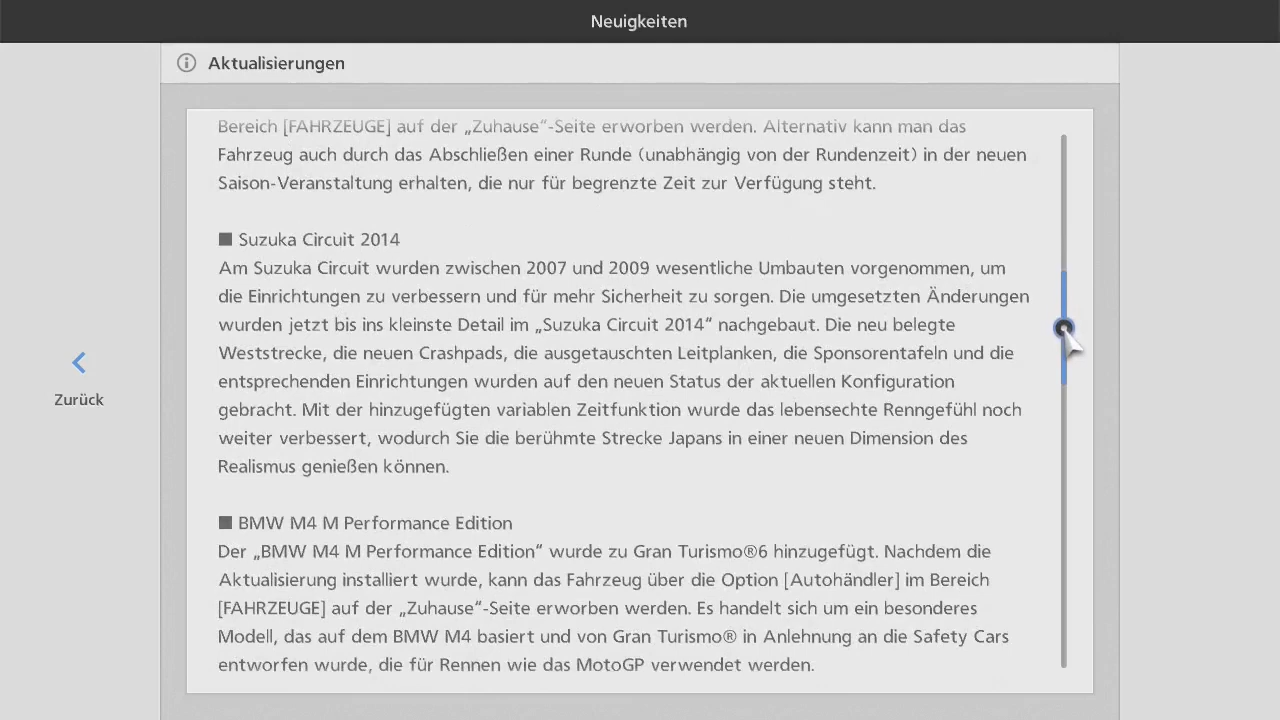 Neuigkeiten
Aktualisierungen
Bereich [FAHRZEUGE] auf der „Zuhause“-Seite erworben werden. Alternativ kann man das
Fahrzeug auch durch das Abschließen einer Runde (unabhängig von der Rundenzeit) in der neuen
Saison-Veranstaltung erhalten, die nur für begrenzte Zeit zur Verfügung steht.
■ Suzuka Circuit 2014
Am Suzuka Circuit wurden zwischen 2007 und 2009 wesentliche Umbauten vorgenommen, um
die Einrichtungen zu verbessern und für mehr Sicherheit zu sorgen. Die umgesetzten Änderungen
wurden jetzt bis ins kleinste Detail im „Suzuka Circuit 2014“ nachgebaut. Die neu belegte
Weststrecke, die neuen Crashpads, die ausgetauschten Leitplanken, die Sponsorentafeln und die
entsprechenden Einrichtungen wurden auf den neuen Status der aktuellen Konfiguration
gebracht. Mit der hinzugefügten variablen Zeitfunktion wurde das lebensechte Renngefühl noch
weiter verbessert, wodurch Sie die berühmte Strecke Japans in einer neuen Dimension des
Realismus genießen können.
■ BMW M4 M Performance Edition
Der „BMW M4 M Performance Edition“ wurde zu Gran Turismo®6 hinzugefügt. Nachdem die
Aktualisierung installiert wurde, kann das Fahrzeug über die Option [Autohändler] im Bereich
[FAHRZEUGE] auf der „Zuhause“-Seite erworben werden. Es handelt sich um ein besonderes
Modell, das auf dem BMW M4 basiert und von Gran Turismo® in Anlehnung an die Safety Cars
entworfen wurde, die für Rennen wie das MotoGP verwendet werden.
Zurück